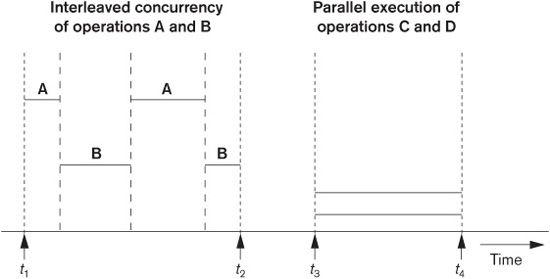 Interleaved concurrency
of operations A and B
Parallel execution of
operations C and D
A
A
B
B
t1
t2
t3
t4
Time